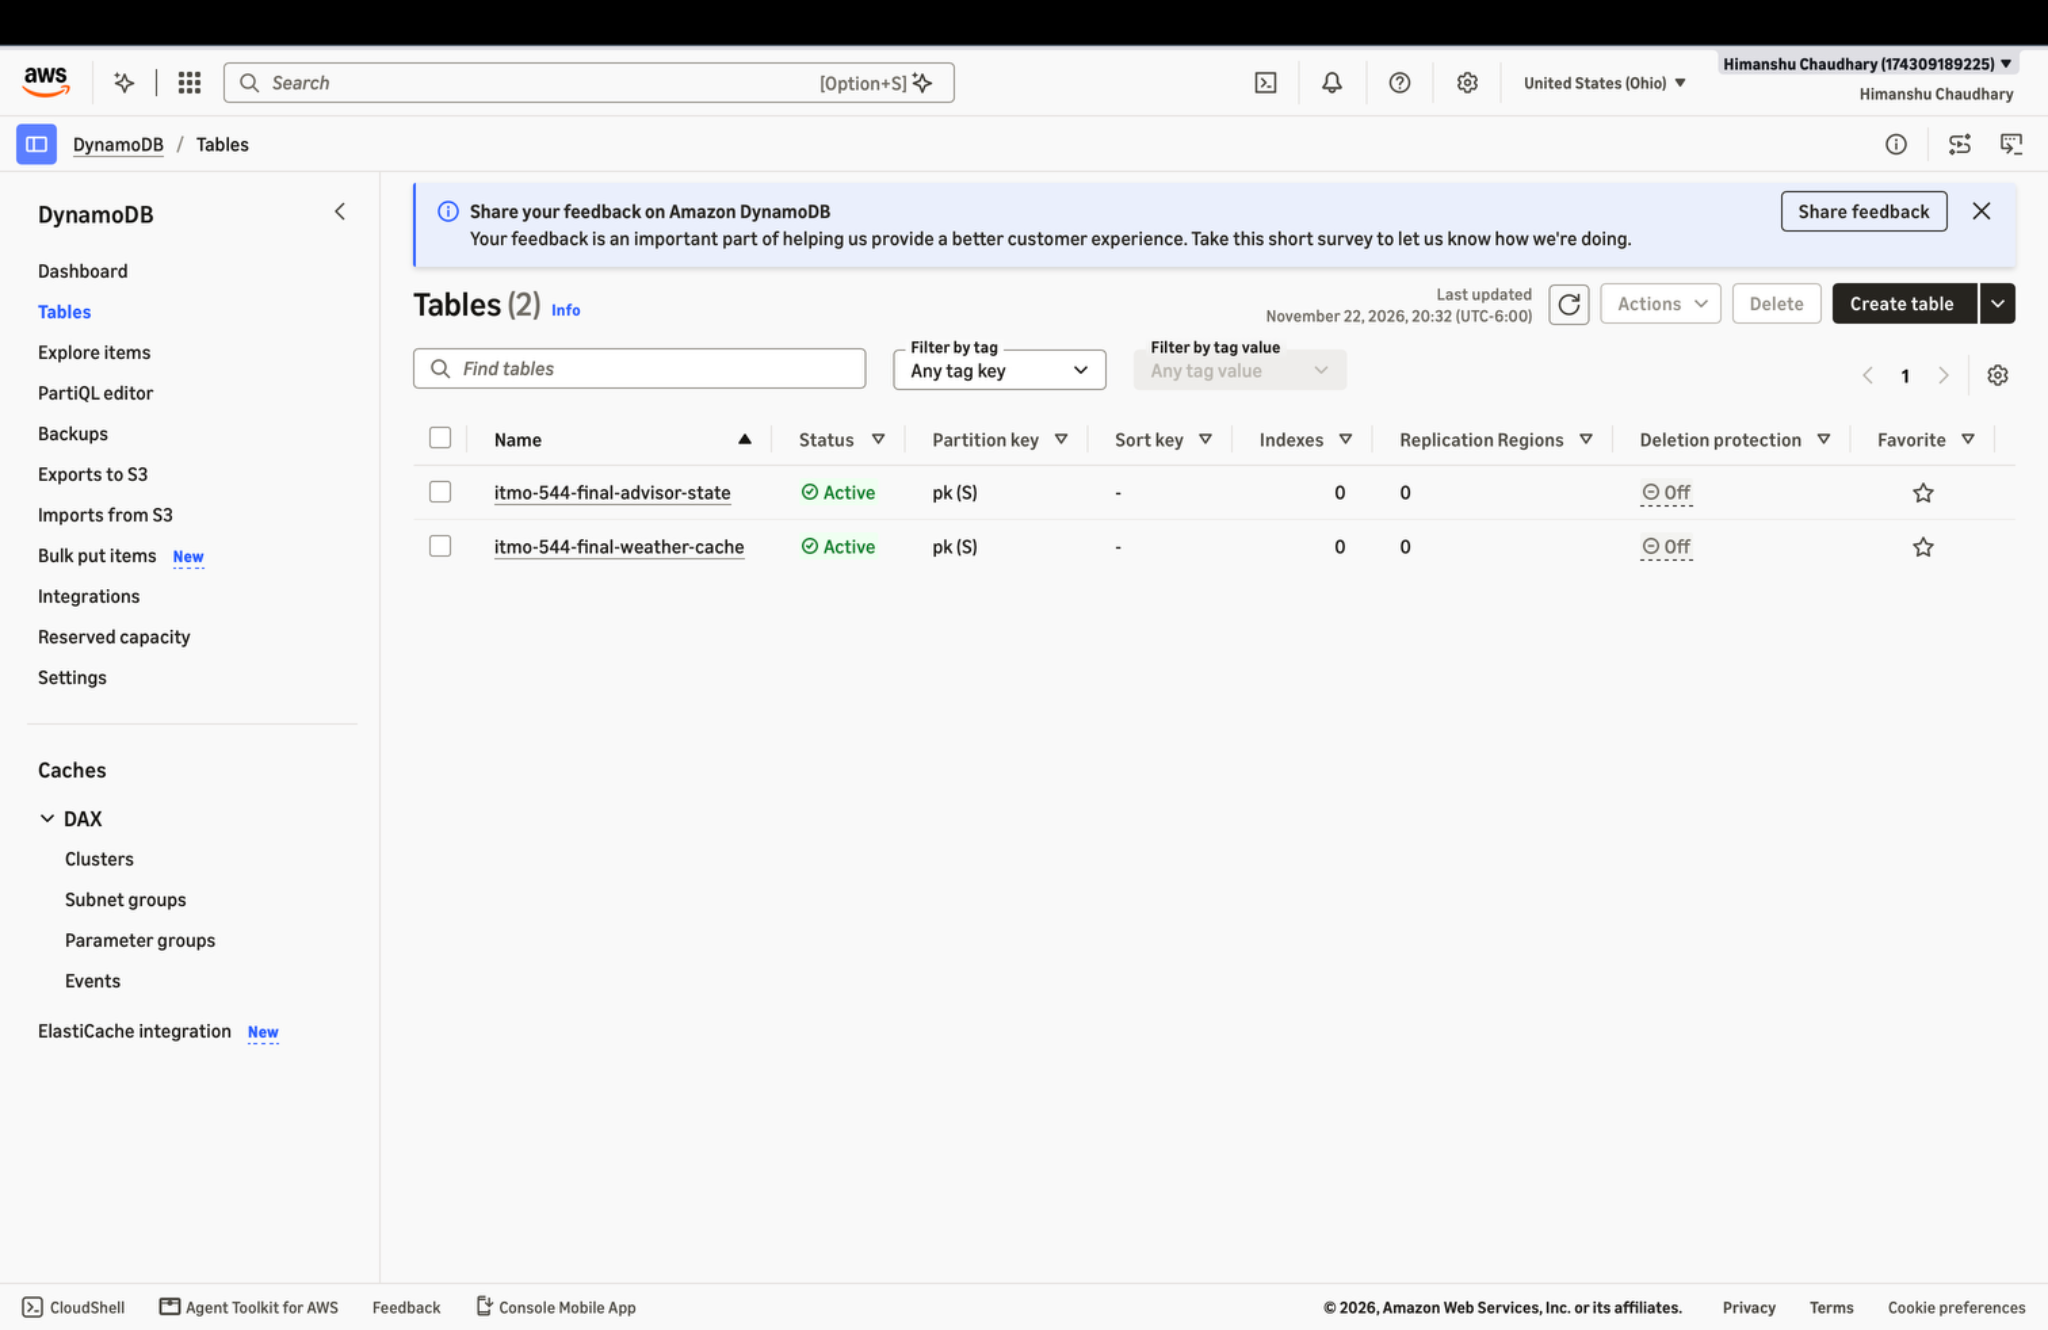 aws
Search [Option+S]
United States (Ohio) ▼
Himanshu Chaudhary (174309189225) ▼
Himanshu Chaudhary
DynamoDB / Tables
DynamoDB
Dashboard
Tables
Explore items
PartiQL editor
Backups
Exports to S3
Imports from S3
Bulk put items New
Integrations
Reserved capacity
Settings
Caches
DAX
Clusters
Subnet groups
Parameter groups
Events
ElastiCache integration New
Share your feedback on Amazon DynamoDB
Your feedback is an important part of helping us provide a better customer experience. Take this short survey to let us know how we're doing.
Share feedback
Tables (2) Info
Last updated
November 22, 2026, 20:32 (UTC-6:00)
Actions
Delete
Create table
Find tables
Filter by tag
Any tag key
Filter by tag value
Any tag value
1
Name Status Partition key Sort key Indexes Replication Regions Deletion protection Favorite
itmo-544-final-advisor-state Active pk (S) - 0 0 Off
itmo-544-final-weather-cache Active pk (S) - 0 0 Off
CloudShell Agent Toolkit for AWS Feedback Console Mobile App © 2026, Amazon Web Services, Inc. or its affiliates. Privacy Terms Cookie preferences